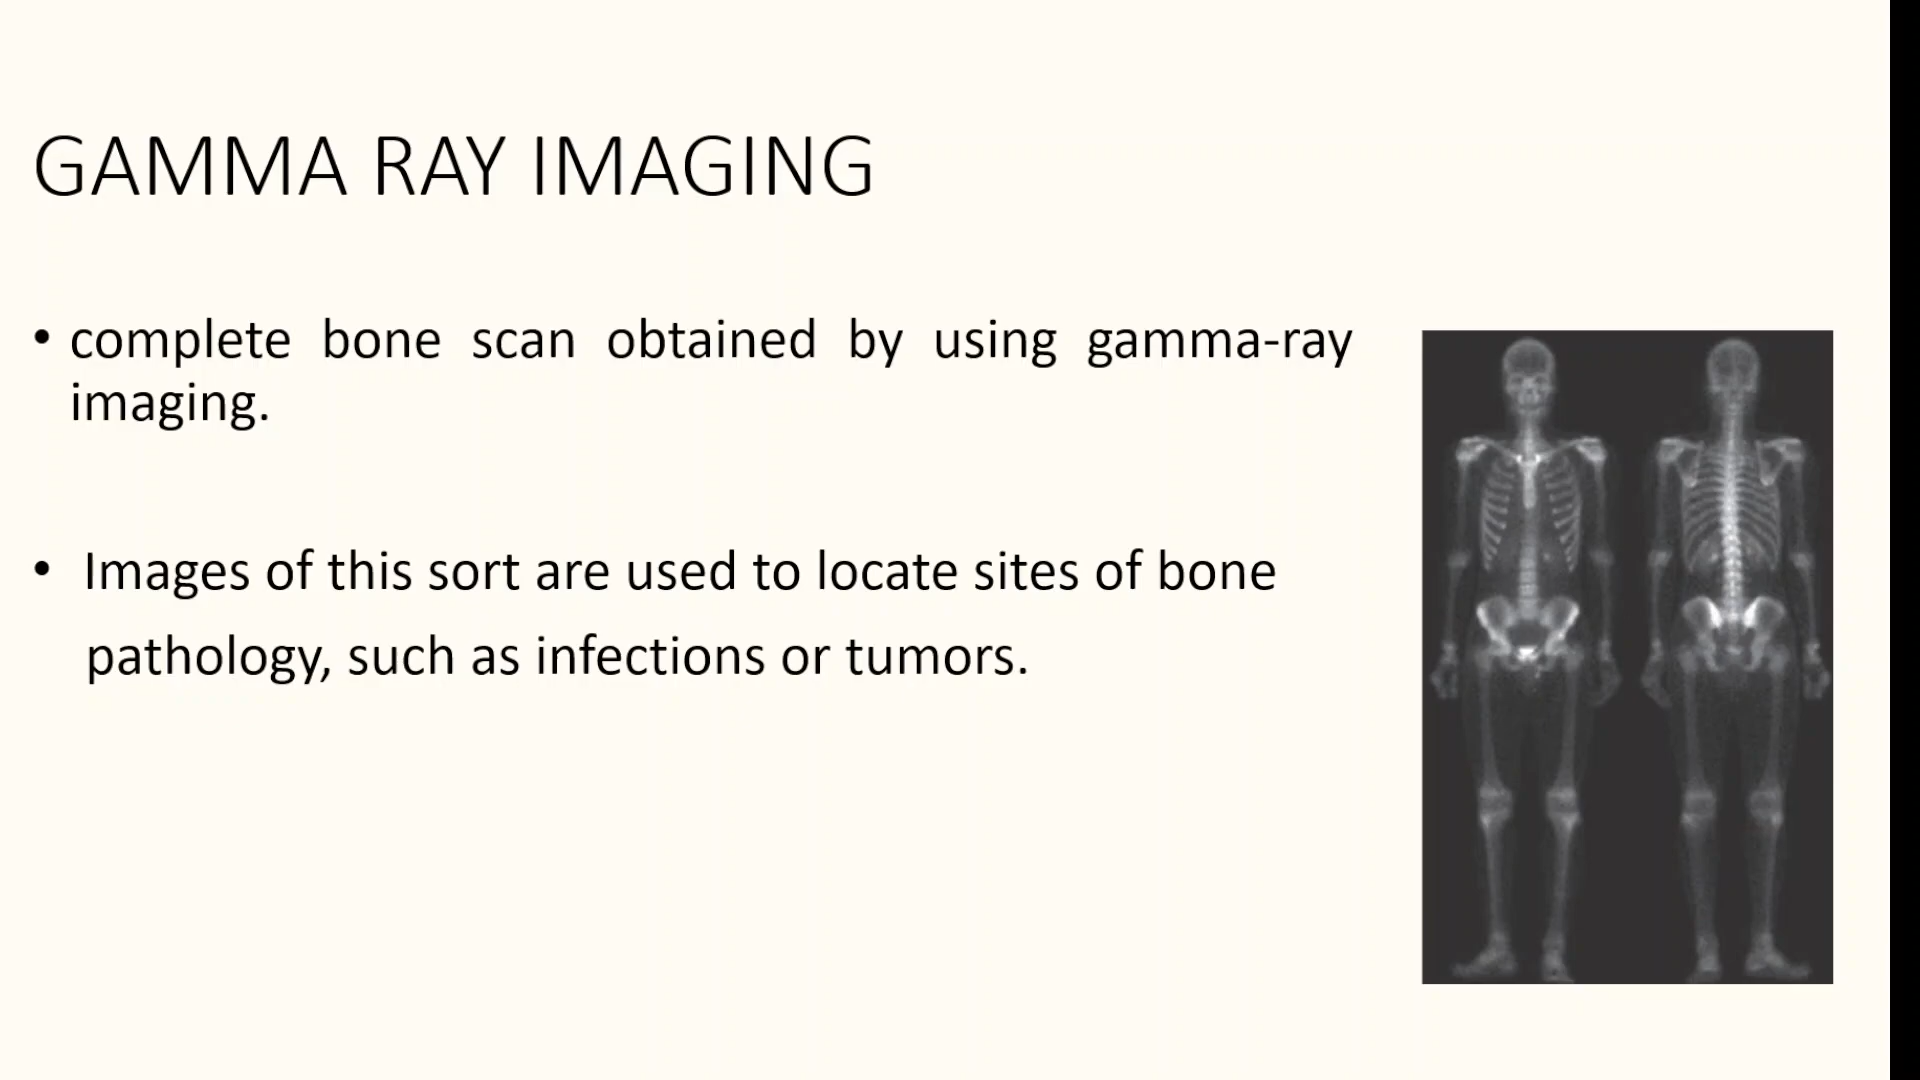 GAMMA RAY IMAGING
• complete bone scan obtained by using gamma-ray
imaging.
• Images of this sort are used to locate sites of bone
pathology, such as infections or tumors.